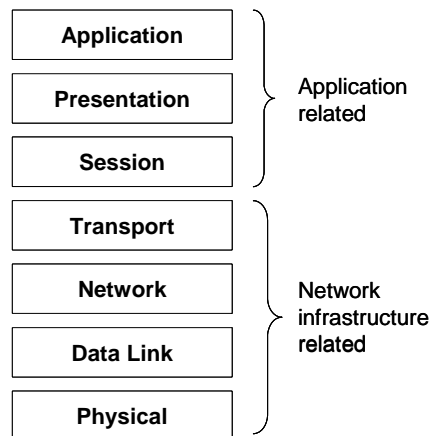 Application
Presentation
Session
Application
related
Transport
Network
Data Link
Physical
Network
infrastructure
related